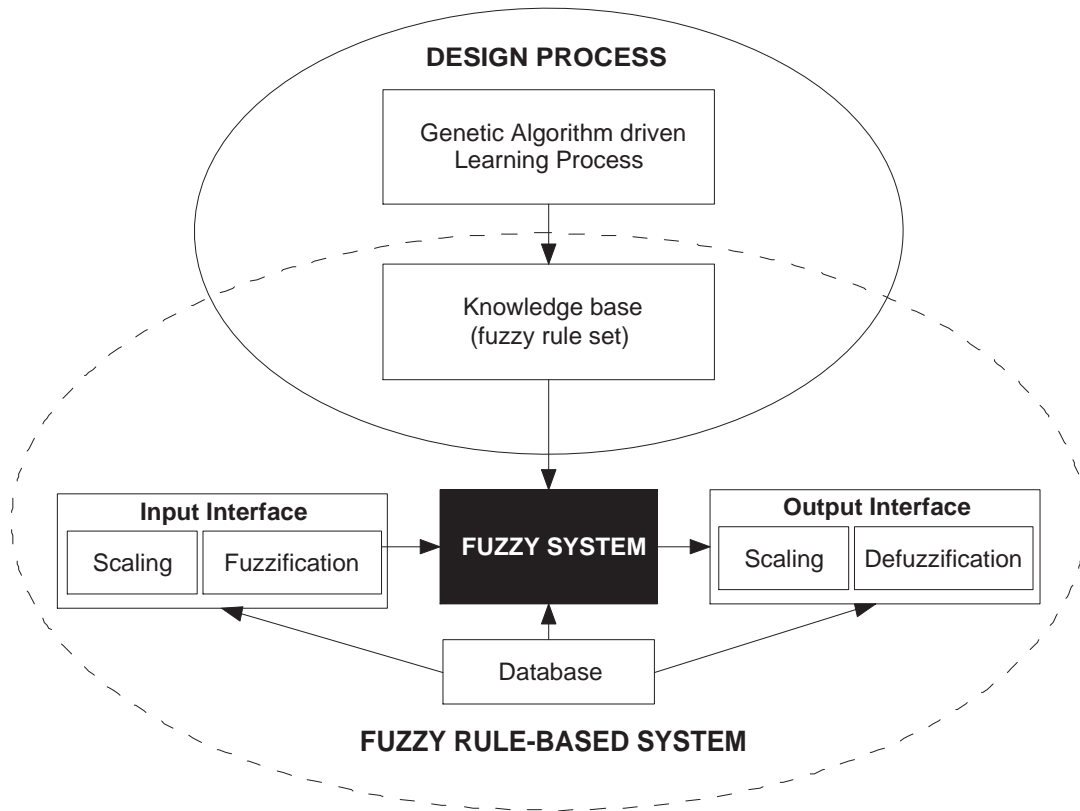 DESIGN PROCESS
Genetic Algorithm driven
Learning Process
Knowledge base
(fuzzy rule set)
Input Interface
Scaling
Fuzzification
FUZZY SYSTEM
Output Interface
Scaling
Defuzzification
Database
FUZZY RULE-BASED SYSTEM